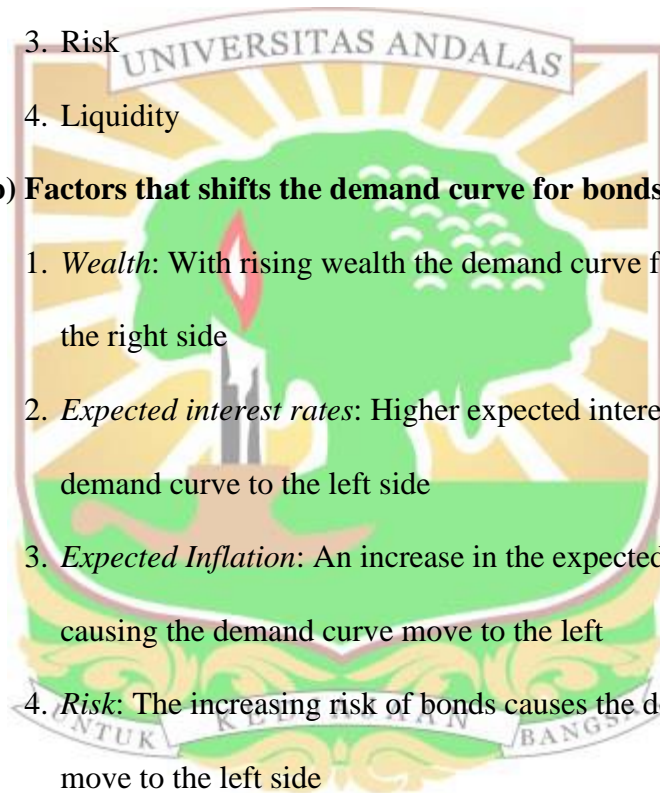 3. Risk
UNIVERSITAS ANDALAS
4. Liquidity
) Factors that shifts the demand curve for bonds
1. Wealth: With rising wealth the demand curve f
the right side
2. Expected interest rates: Higher expected intere
demand curve to the left side
3. Expected Inflation: An increase in the expected
causing the demand curve move to the left
4. Risk: The increasing risk of bonds causes the d
UNTUK KEDJAJAAN BANGSA
move to the left side